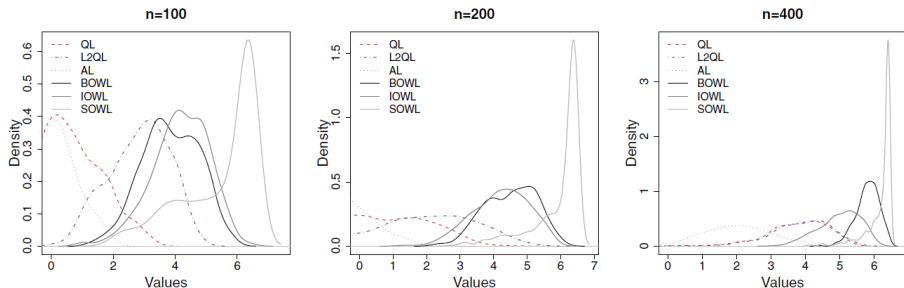 n=100
Density
0.0 0.1 0.2 0.3 0.4 0.5 0.6
QL
L2QL
AL
BOWL
IOWL
SOWL
0 2 4 6
Values
n=200
Density
0.0 0.5 1.0 1.5
QL
L2QL
AL
BOWL
IOWL
SOWL
0 1 2 3 4 5 6 7
Values
n=400
Density
0 1 2 3
QL
L2QL
AL
BOWL
IOWL
SOWL
0 1 2 3 4 5 6
Values